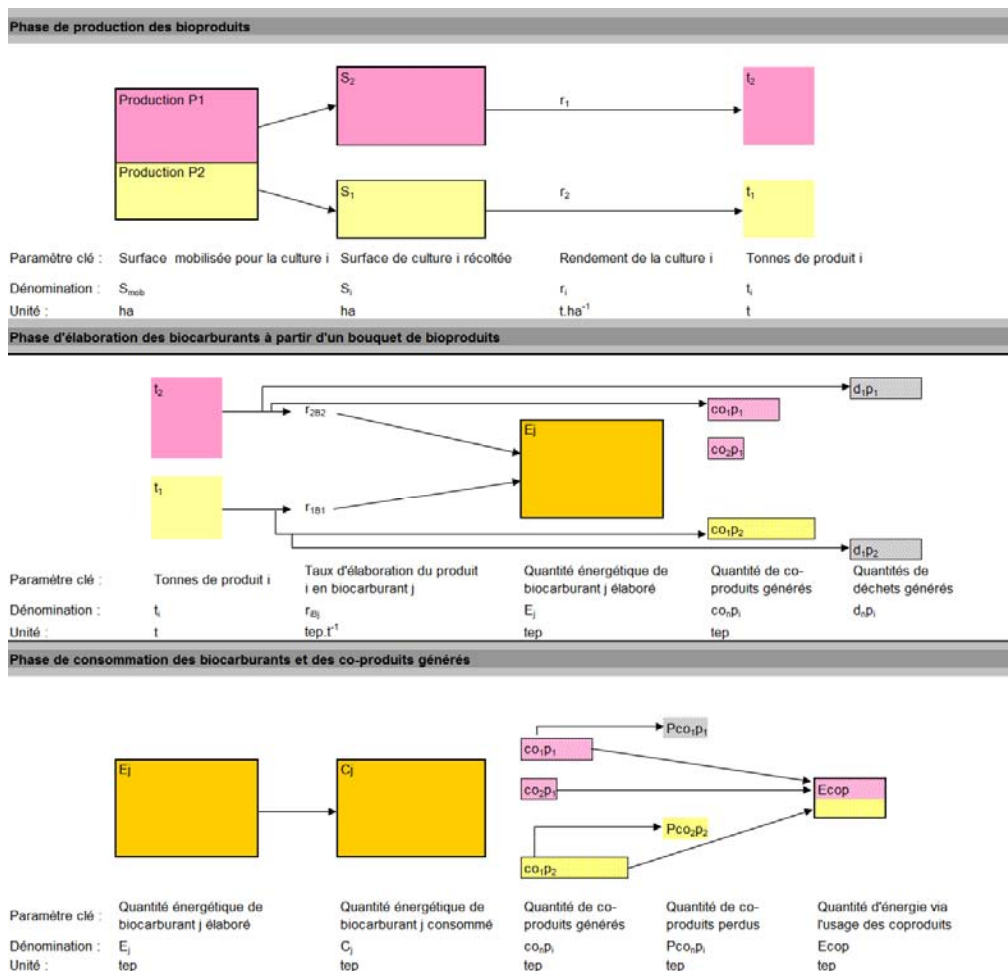 Phase de production des bioproduits
Production P1
S₂
r₁
t₂
Production P2
S₁
r₂
t₁
Paramètre clé : Surface mobilisée pour la culture i Surface de culture i récoltée Rendement de la culture i Tonnes de produit i
Dénomination : Sₘₒb Sᵢ rᵢ tᵢ
Unité : ha ha t.ha⁻¹ t
Phase d'élaboration des biocarburants à partir d'un bouquet de bioproduits
t₂
r₂B₂
d₁p₁
co₁p₁
Ej
co₂p₁
t₁
r₁B₁
co₁p₂
d₁p₂
Paramètre clé : Tonnes de produit i Taux d'élaboration du produit Quantité énergétique de Quantité de co- Quantités de
i en biocarburant j biocarburant j élaboré produits générés déchets générés
Dénomination : tᵢ rᵢBⱼ Eⱼ coₙpᵢ dₙpᵢ
Unité : t tep.t⁻¹ tep tep
Phase de consommation des biocarburants et des co-produits générés
Pco₁p₁
co₁p₁
Ej
Cj
co₂p₁
Ecop
Pco₂p₂
co₁p₂
Paramètre clé : Quantité énergétique de Quantité énergétique de Quantité de co- Quantité de co- Quantité d'énergie via
biocarburant j élaboré biocarburant j consommé produits générés produits perdus l'usage des coproduits
Dénomination : Eⱼ Cⱼ coₙpᵢ Pcoₙpᵢ Ecop
Unité : tep tep tep tep tep